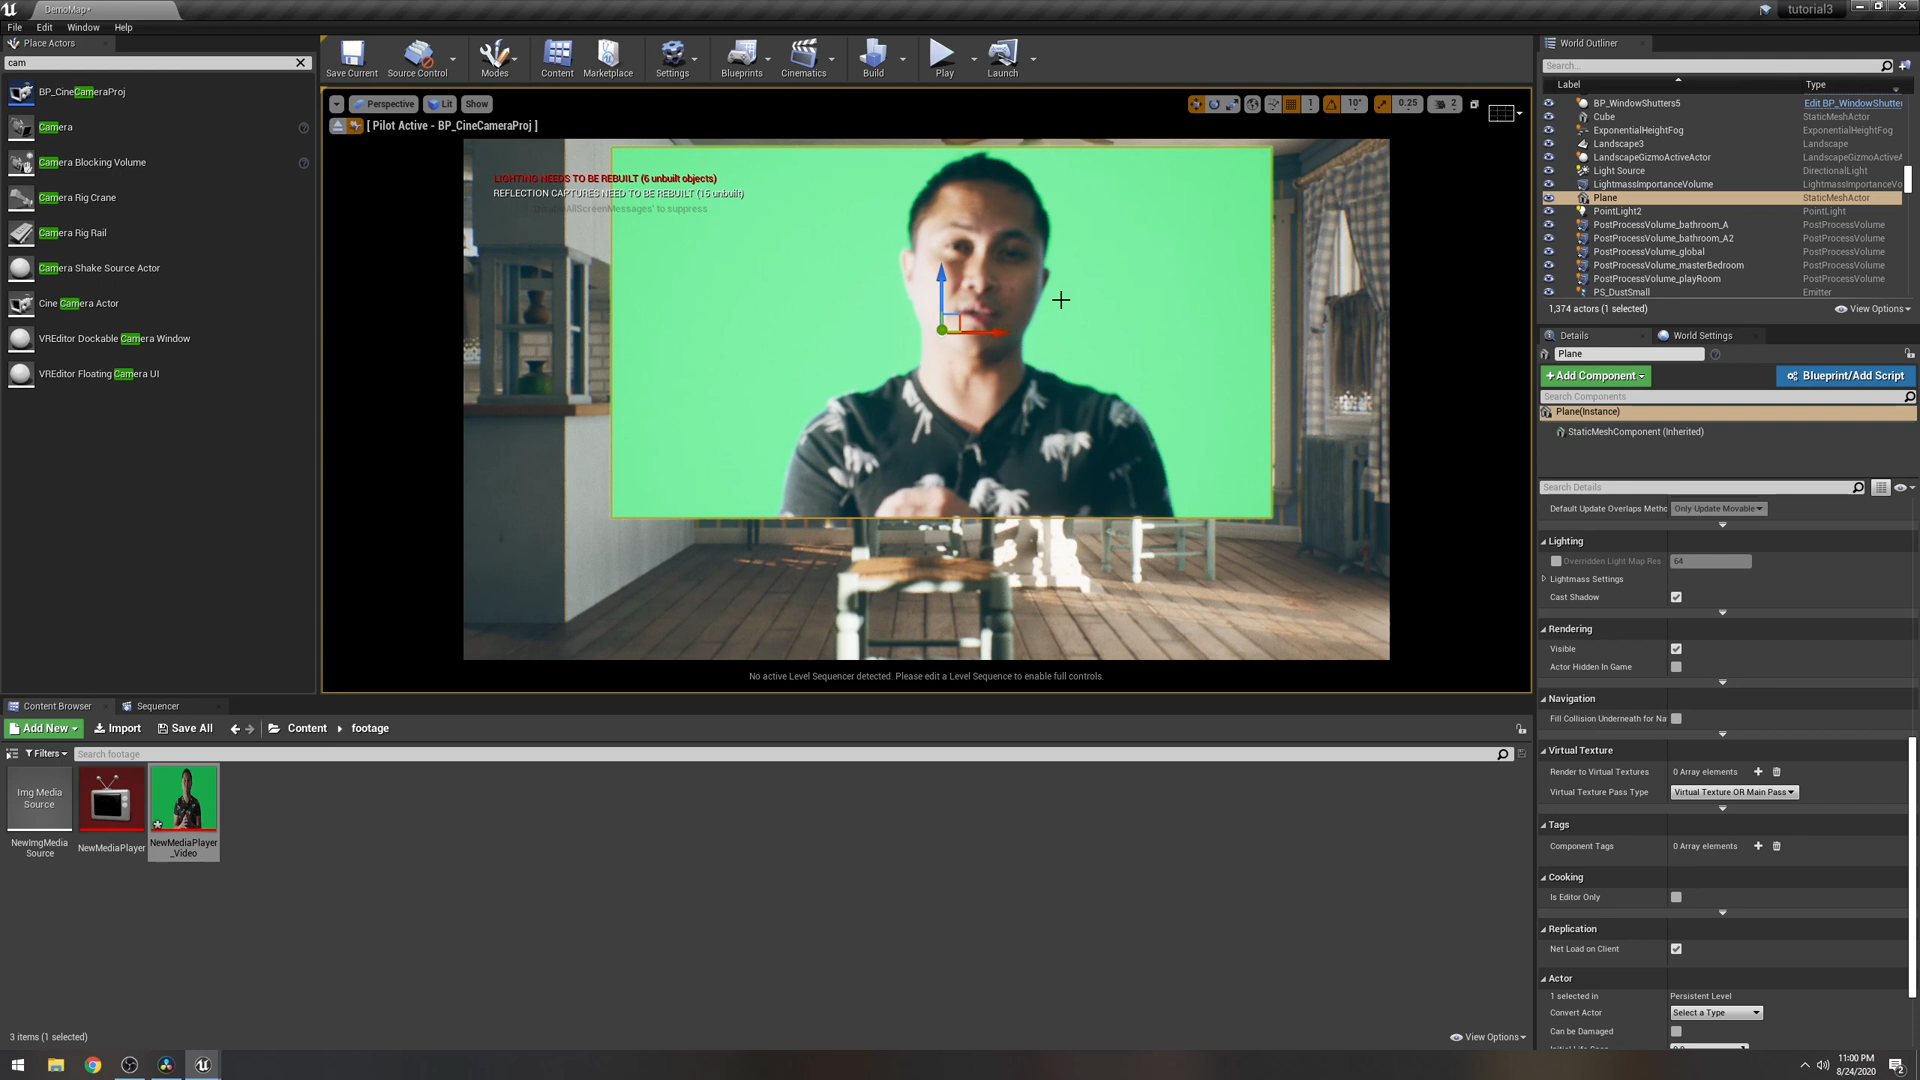 DemoMap*
tutorial3
File Edit Window Help
Place Actors
cam
BP_CineCameraProj
Camera
Camera Blocking Volume
Camera Rig Crane
Camera Rig Rail
Camera Shake Source Actor
Cine Camera Actor
VREditor Dockable Camera Window
VREditor Floating Camera UI
Save Current Source Control Modes Content Marketplace Settings Blueprints Cinematics Build Play Launch
Perspective Lit Show
1 10° 0.25 2
[ Pilot Active - BP_CineCameraProj ]
LIGHTING NEEDS TO BE REBUILT (6 unbuilt objects)
REFLECTION CAPTURES NEED TO BE REBUILT (15 unbuilt)
'DisableAllScreenMessages' to suppress
No active Level Sequencer detected. Please edit a Level Sequence to enable full controls.
World Outliner
Search...
Label Type
BP_WindowShutters5 Edit BP_WindowShutter
Cube StaticMeshActor
ExponentialHeightFog ExponentialHeightF
Landscape3 Landscape
LandscapeGizmoActiveActor LandscapeGizmoActiveA
Light Source DirectionalLight
LightmassImportanceVolume LightmassImportanceVo
Plane StaticMeshActor
PointLight2 PointLight
PostProcessVolume_bathroom_A PostProcessVolume
PostProcessVolume_bathroom_A2 PostProcessVolume
PostProcessVolume_global PostProcessVolume
PostProcessVolume_masterBedroom PostProcessVolume
PostProcessVolume_playRoom PostProcessVolume
PS_DustSmall Emitter
1,374 actors (1 selected) View Options
Details World Settings
Plane
+Add Component Blueprint/Add Script
Search Components
Plane(Instance)
StaticMeshComponent (Inherited)
Search Details
Default Update Overlaps Metho Only Update Movable
Lighting
Overridden Light Map Res 64
Lightmass Settings
Cast Shadow
Rendering
Visible
Actor Hidden In Game
Navigation
Fill Collision Underneath for Na
Virtual Texture
Render to Virtual Textures 0 Array elements
Virtual Texture Pass Type Virtual Texture OR Main Pass
Tags
Component Tags 0 Array elements
Cooking
Is Editor Only
Replication
Net Load on Client
Actor
1 selected in Persistent Level
Convert Actor Select a Type
Can be Damaged
Content Browser Sequencer
Add New Import Save All Content footage
Filters Search footage
Img Media
Source
NewImgMedia
Source
NewMediaPlayer
NewMediaPlayer
_Video
3 items (1 selected) View Options
11:00 PM
8/24/2020
2